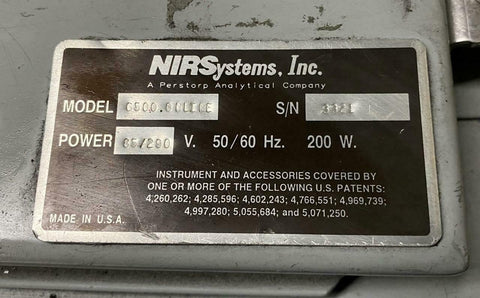 NIRSystems, Inc.
A Perstorp Analytical Company
MODEL S/N
POWER V. 50/60 Hz. 200 W.
INSTRUMENT AND ACCESSORIES COVERED BY
ONE OR MORE OF THE FOLLOWING U.S. PATENTS:
4,260,262; 4,285,596; 4,602,243; 4,766,551; 4,969,739;
4,997,280; 5,055,684; and 5,071,250.
MADE IN U.S.A.